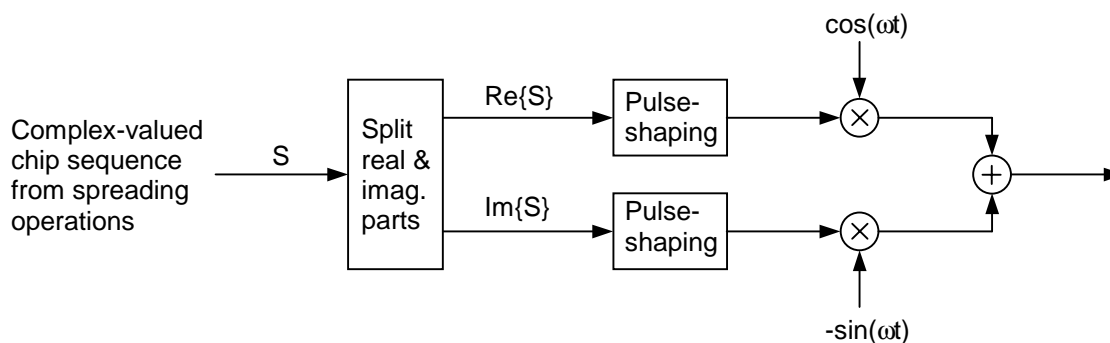 cos(ωt)
Complex-valued
chip sequence
from spreading
operations
S
Split
real &
imag.
parts
Re{S}
Pulse-
shaping
Im{S}
Pulse-
shaping
-sin(ωt)